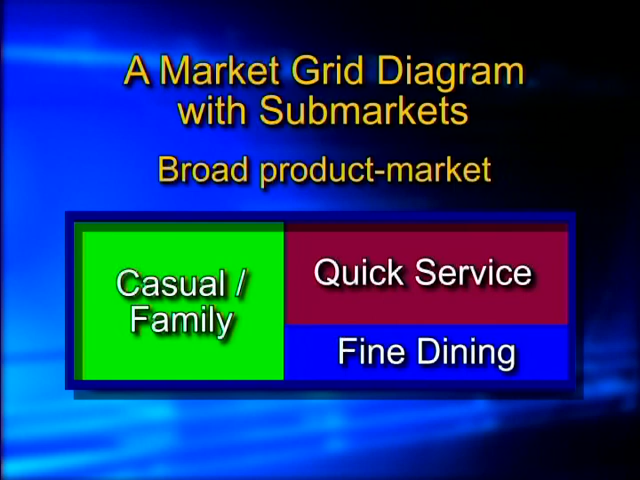 A Market Grid Diagram
with Submarkets
Broad product-market
Casual /
Family
Quick Service
Fine Dining